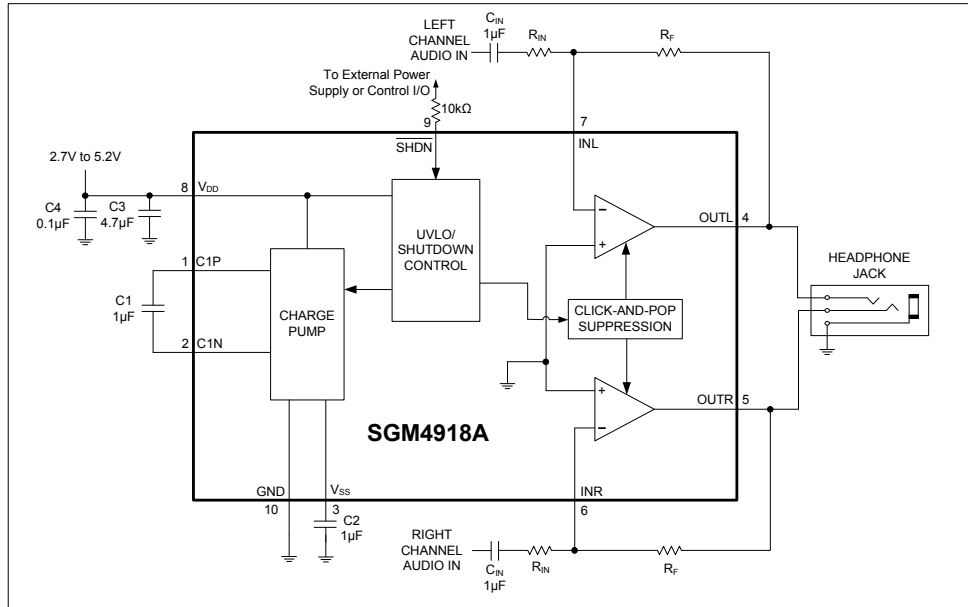 LEFT
CHANNEL
AUDIO IN
CIN
1µF
RIN
RF
To External Power
Supply or Control I/O
10kΩ
9
7
SHDN
INL
2.7V to 5.2V
8
VDD
C4
0.1µF
C3
4.7µF
UVLO/
SHUTDOWN
CONTROL
−
+
OUTL
4
HEADPHONE
JACK
1
C1P
C1
1µF
CHARGE
PUMP
CLICK-AND-POP
SUPPRESSION
2
C1N
+
−
OUTR
5
SGM4918A
GND
VSS
INR
10
3
6
C2
1µF
RIGHT
CHANNEL
AUDIO IN
CIN
1µF
RIN
RF